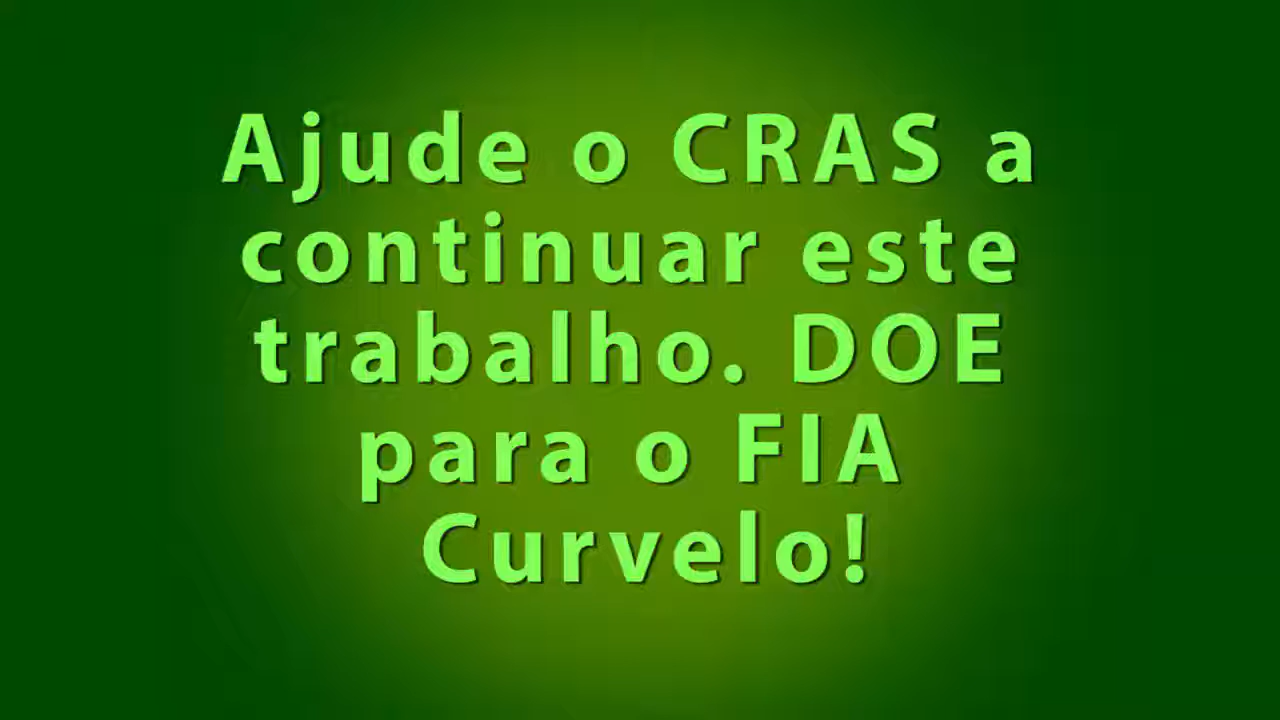 Ajude o CRAS a
continuar este
trabalho. DOE
para o FIA
Curvelo!